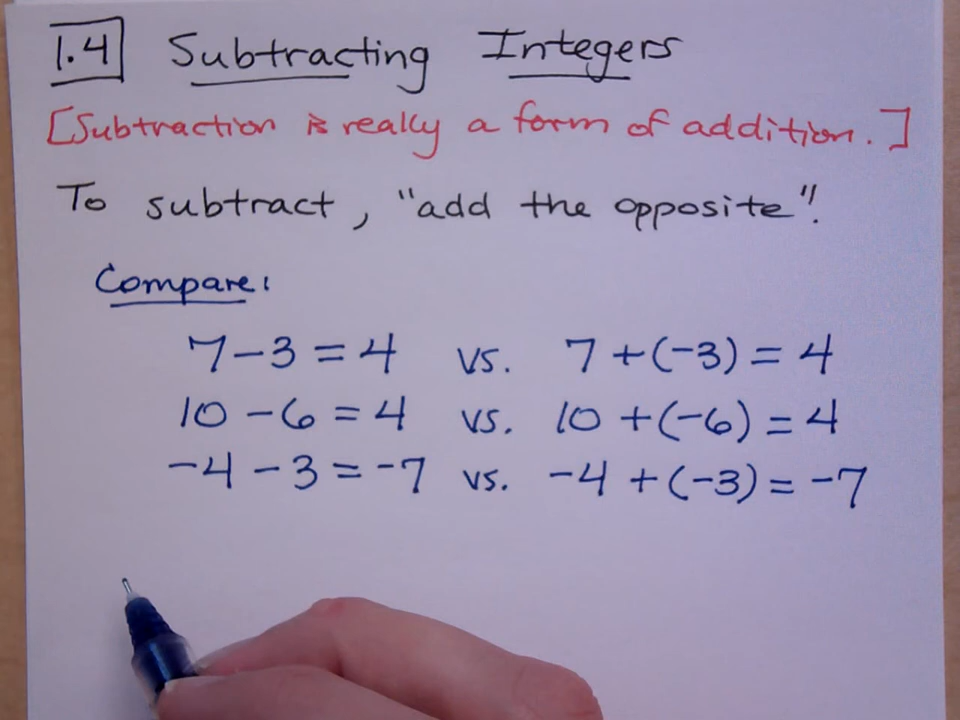 1.4 Subtracting Integers
[Subtraction is really a form of addition.]
To subtract, "add the opposite".
Compare:
7-3=4 vs. 7+(-3)=4
10-6=4 vs. 10+(-6)=4
-4-3=-7 vs. -4+(-3)=-7